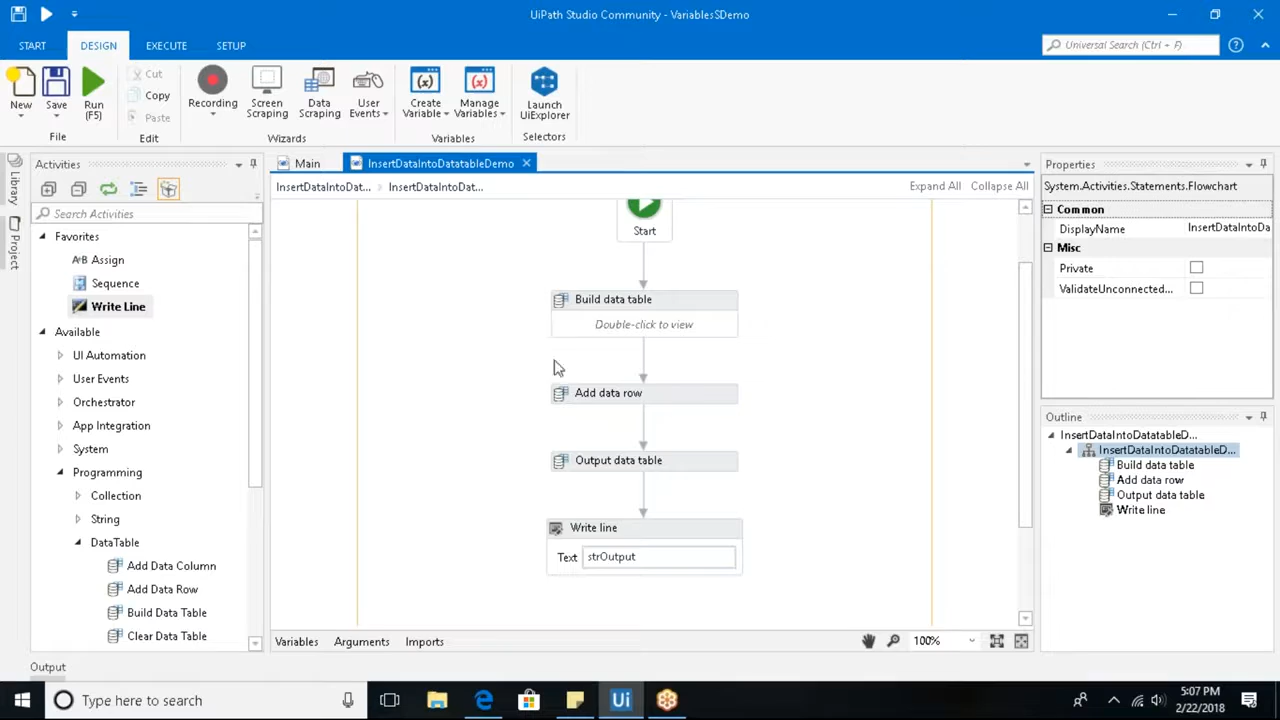 UiPath Studio Community - VariablesSDemo
START
DESIGN
EXECUTE
SETUP
Universal Search (Ctrl + F)
New
Save
Run
(F5)
Cut
Copy
Paste
Recording
Screen
Scraping
Data
Scraping
User
Events
Create
Variable
Manage
Variables
Launch
UiExplorer
File
Edit
Wizards
Variables
Selectors
Library
Project
Activities
Search Activities
Favorites
A*B Assign
Sequence
Write Line
Available
UI Automation
User Events
Orchestrator
App Integration
System
Programming
Collection
String
DataTable
Add Data Column
Add Data Row
Build Data Table
Clear Data Table
Main
InsertDataIntoDatatableDemo
InsertDataIntoDat...
InsertDataIntoDat...
Expand All
Collapse All
Start
Build data table
Double-click to view
Add data row
Output data table
Write line
Text
strOutput
Variables
Arguments
Imports
100%
Properties
System.Activities.Statements.Flowchart
Common
DisplayName
InsertDataIntoDa
Misc
Private
ValidateUnconnected...
Outline
InsertDataIntoDatatableD...
InsertDataIntoDatatableD...
Build data table
Add data row
Output data table
Write line
Output
Type here to search
Ui
5:07 PM
2/22/2018